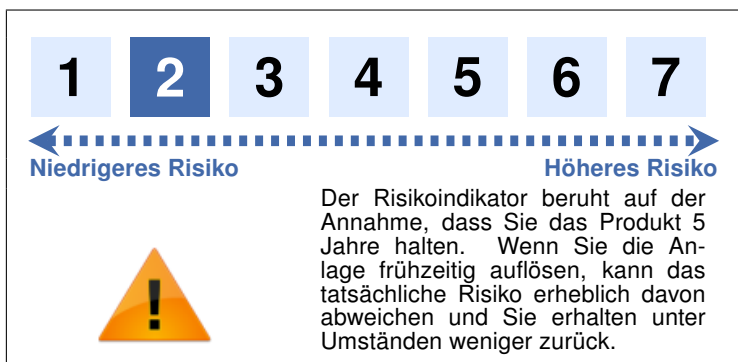 1 2 3 4 5 6 7
Niedrigeres Risiko Höheres Risiko
Der Risikoindikator beruht auf der
Annahme, dass Sie das Produkt 5
Jahre halten. Wenn Sie die An-
lage frühzeitig auflösen, kann das
tatsächliche Risiko erheblich davon
abweichen und Sie erhalten unter
Umständen weniger zurück.